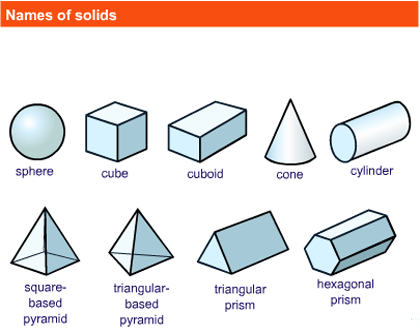 Names of solids
sphere
cube
cuboid
cone
cylinder
square-
based
pyramid
triangular-
based
pyramid
triangular
prism
hexagonal
prism